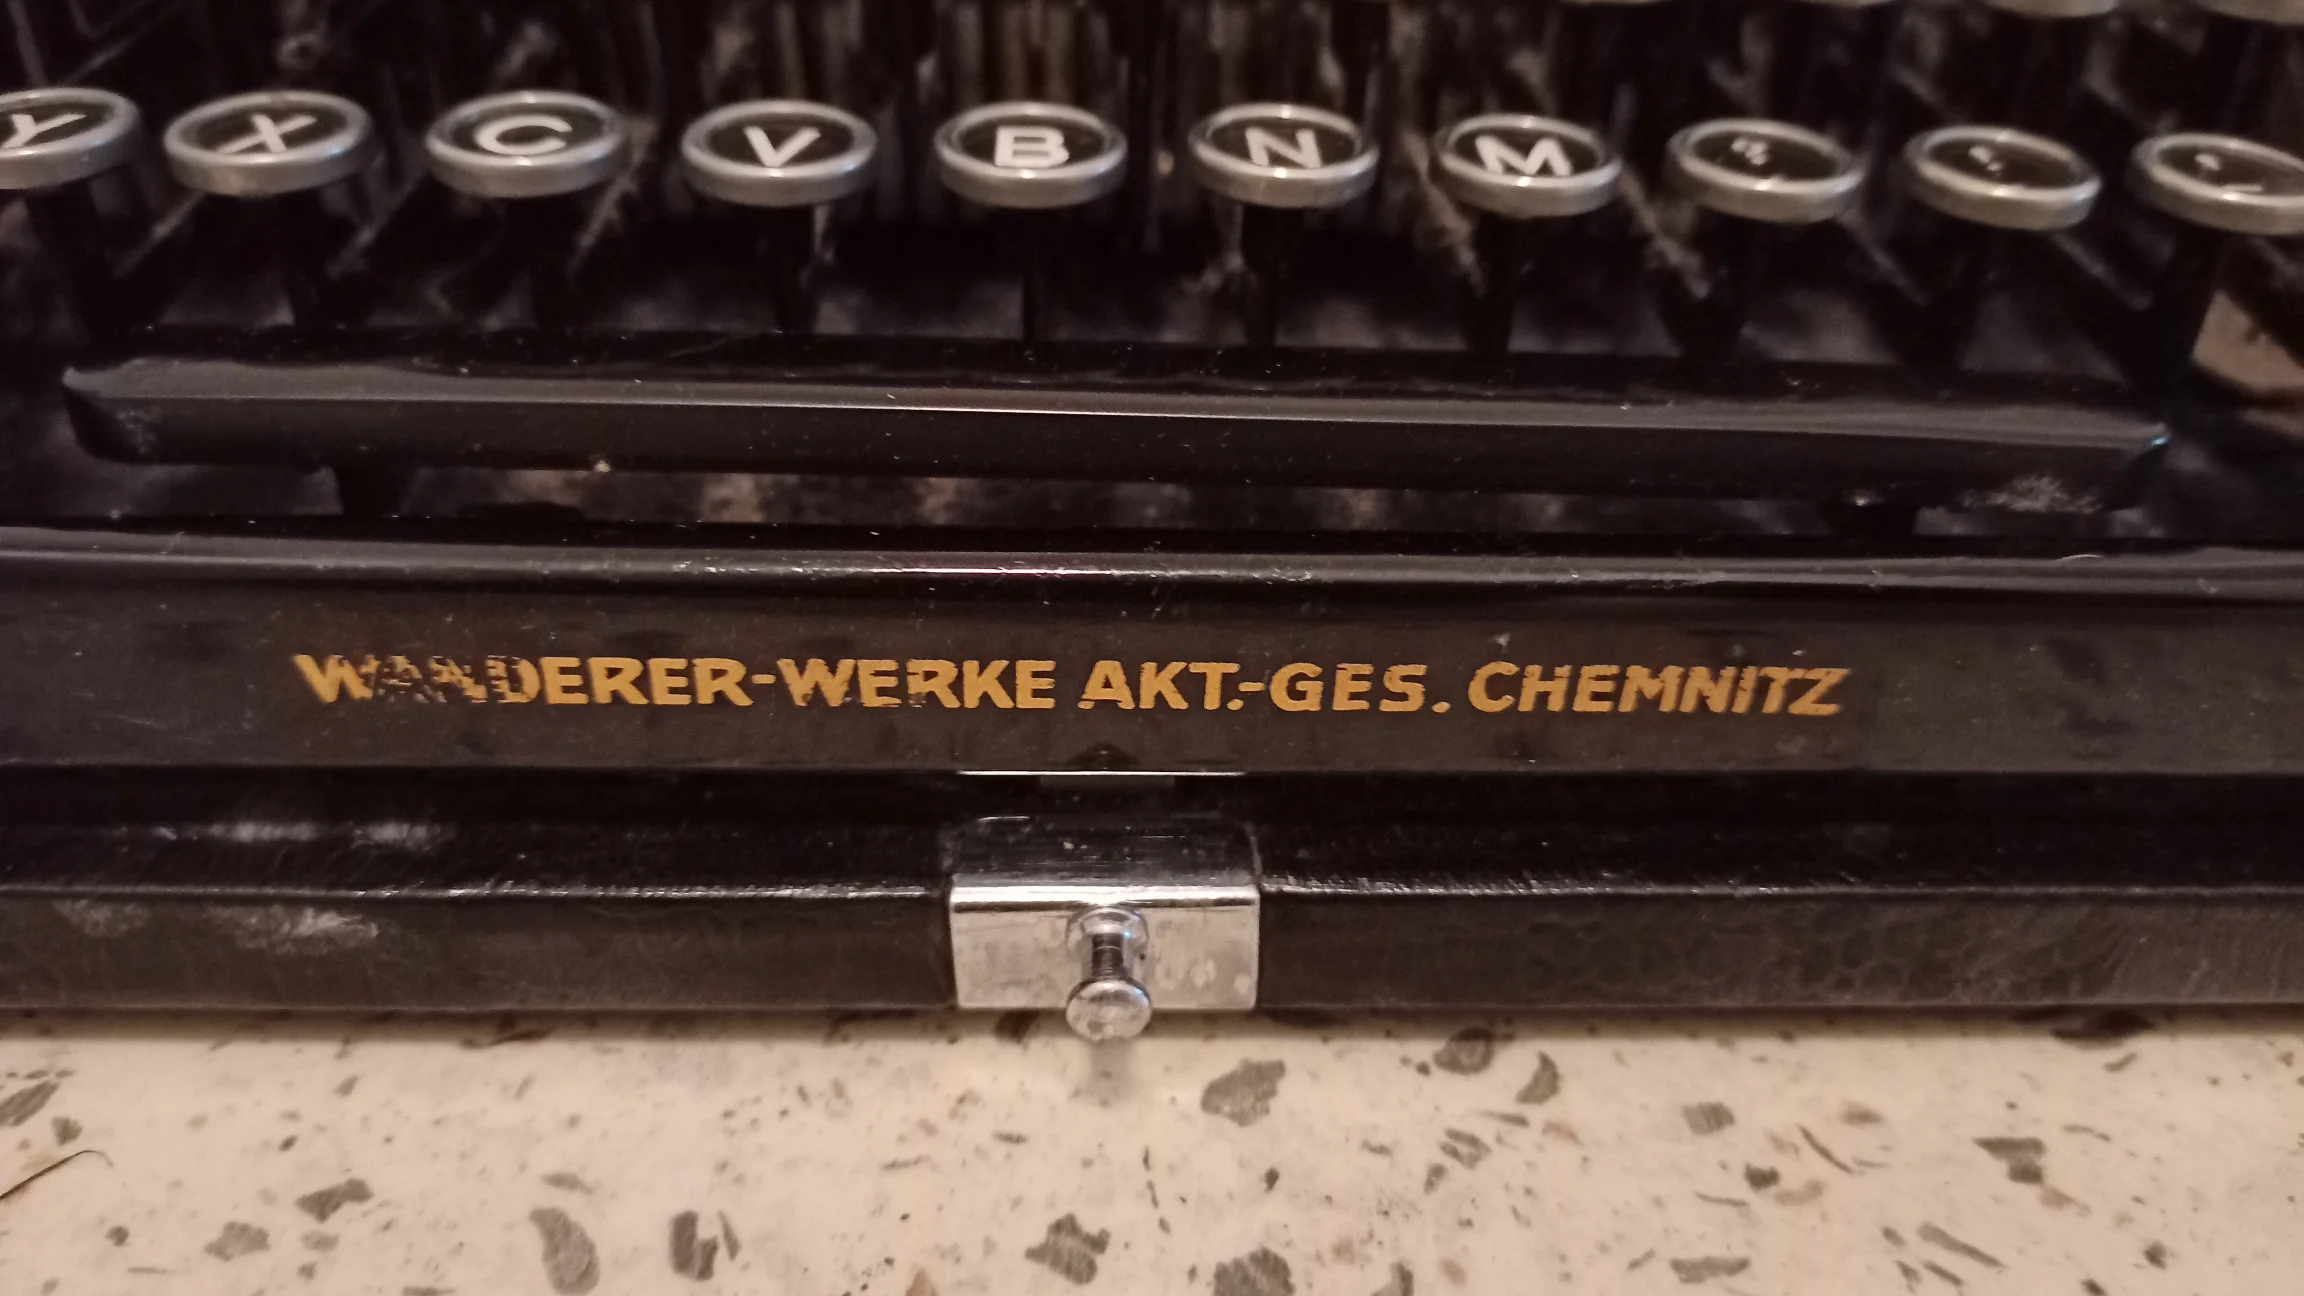 Y X C V B N M
WANDERER-WERKE AKT.-GES. CHEMNITZ